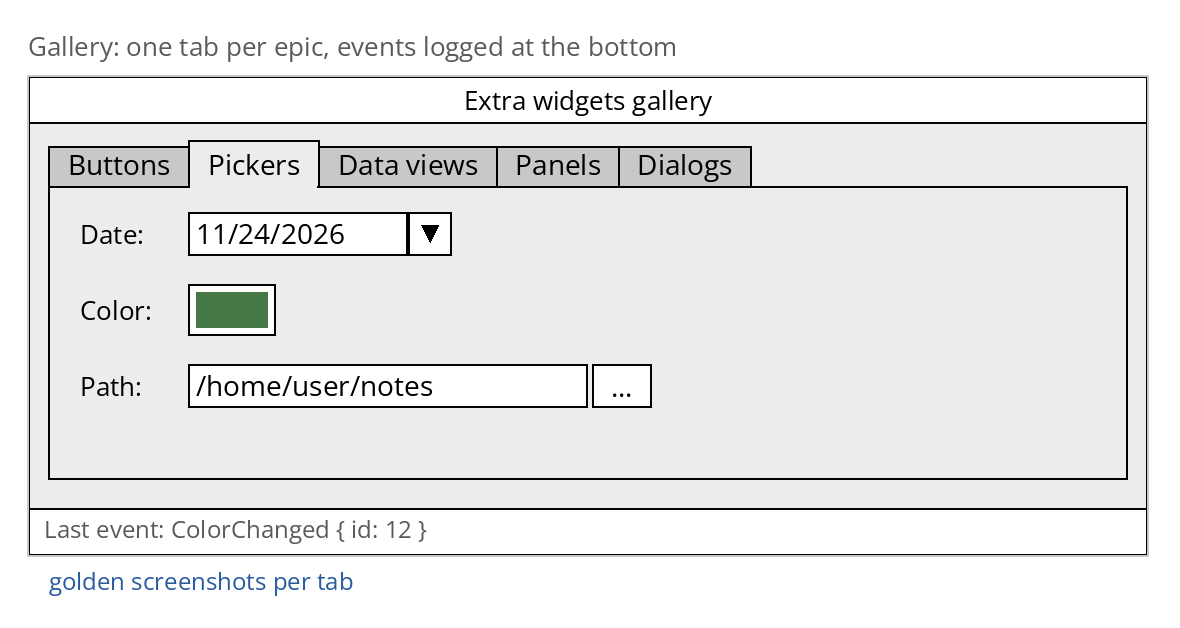 Gallery: one tab per epic, events logged at the bottom
Extra widgets gallery
Buttons Pickers Data views Panels Dialogs
Date: 11/24/2026 ▼
Color:
Path: /home/user/notes ...
Last event: ColorChanged { id: 12 }
golden screenshots per tab